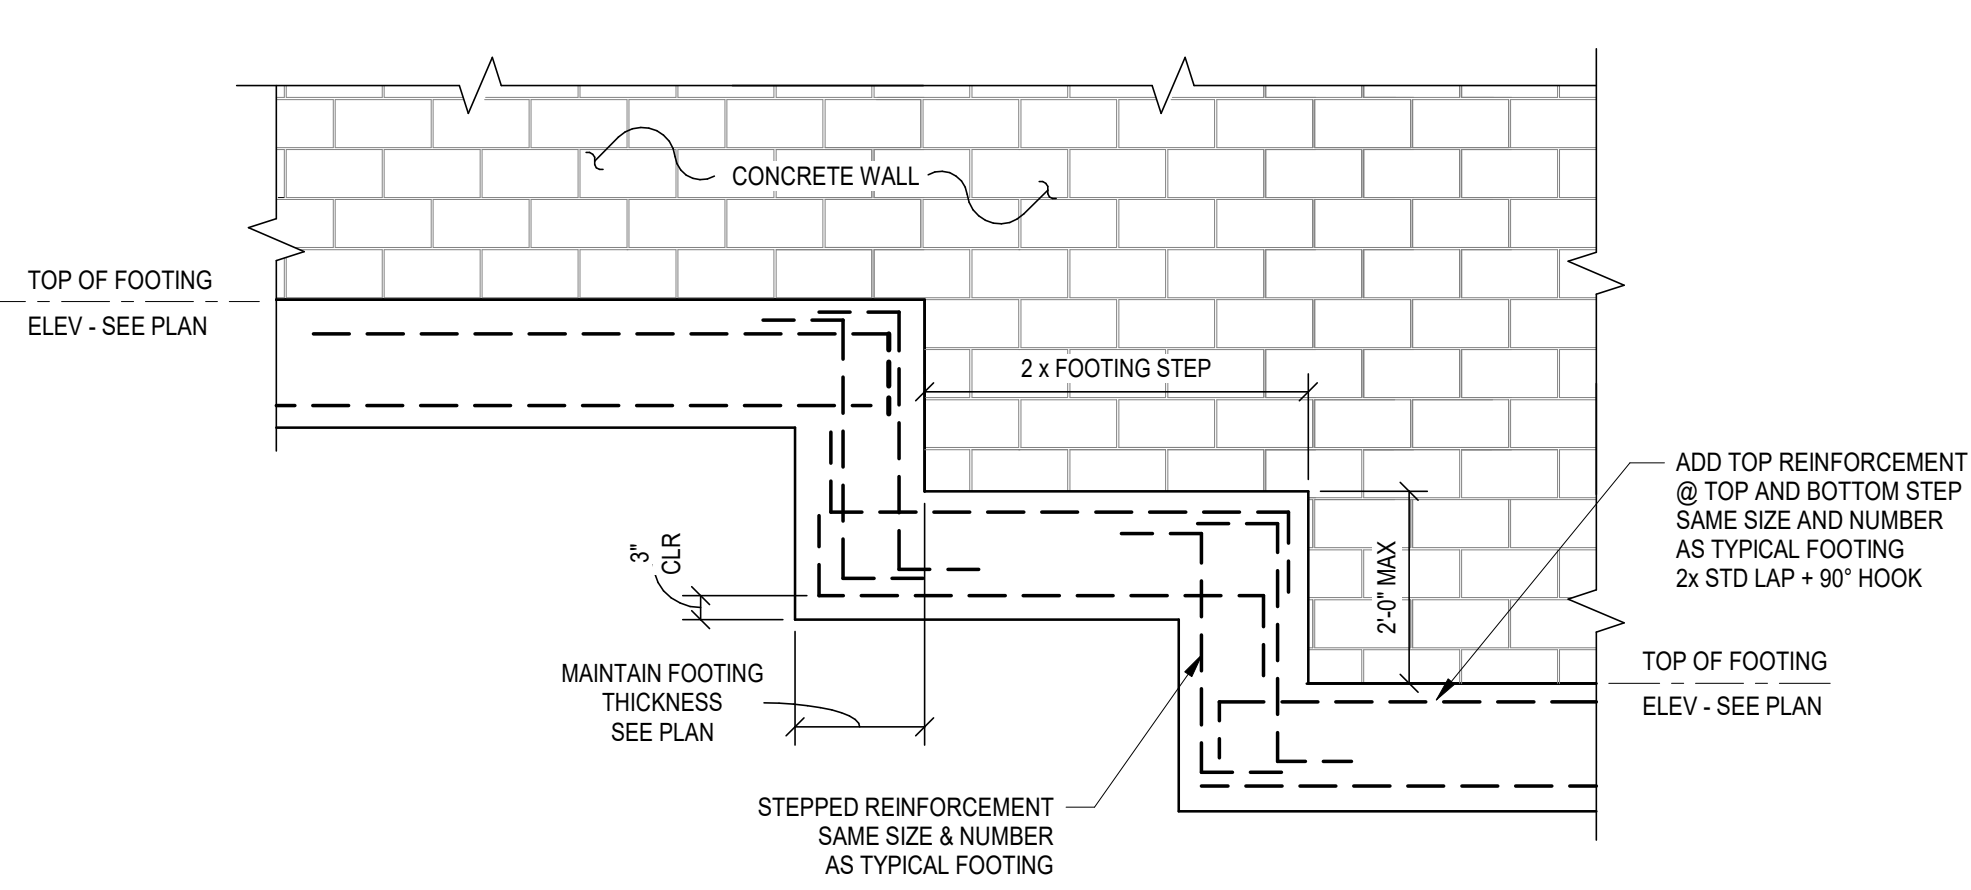 CONCRETE WALL
TOP OF FOOTING
ELEV - SEE PLAN
2 x FOOTING STEP
ADD TOP REINFORCEMENT
@ TOP AND BOTTOM STEP
SAME SIZE AND NUMBER
AS TYPICAL FOOTING
2x STD LAP + 90° HOOK
3"
CLR
2'-0" MAX
MAINTAIN FOOTING
THICKNESS
SEE PLAN
TOP OF FOOTING
ELEV - SEE PLAN
STEPPED REINFORCEMENT
SAME SIZE & NUMBER
AS TYPICAL FOOTING